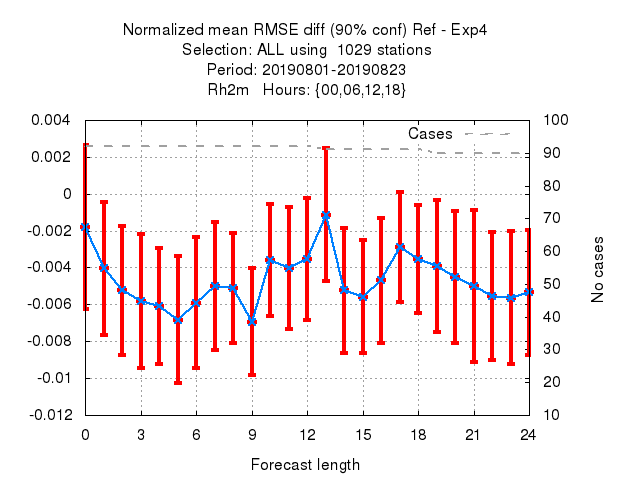 Normalized mean RMSE diff (90% conf) Ref - Exp4
Selection: ALL using  1029 stations
Period: 20190801-20190823
Rh2m   Hours: {00,06,12,18}
0.004
0.002
0
-0.002
-0.004
-0.006
-0.008
-0.01
-0.012
Cases
100
90
80
70
60
50
40
30
20
10
No cases
0 3 6 9 12 15 18 21 24
Forecast length